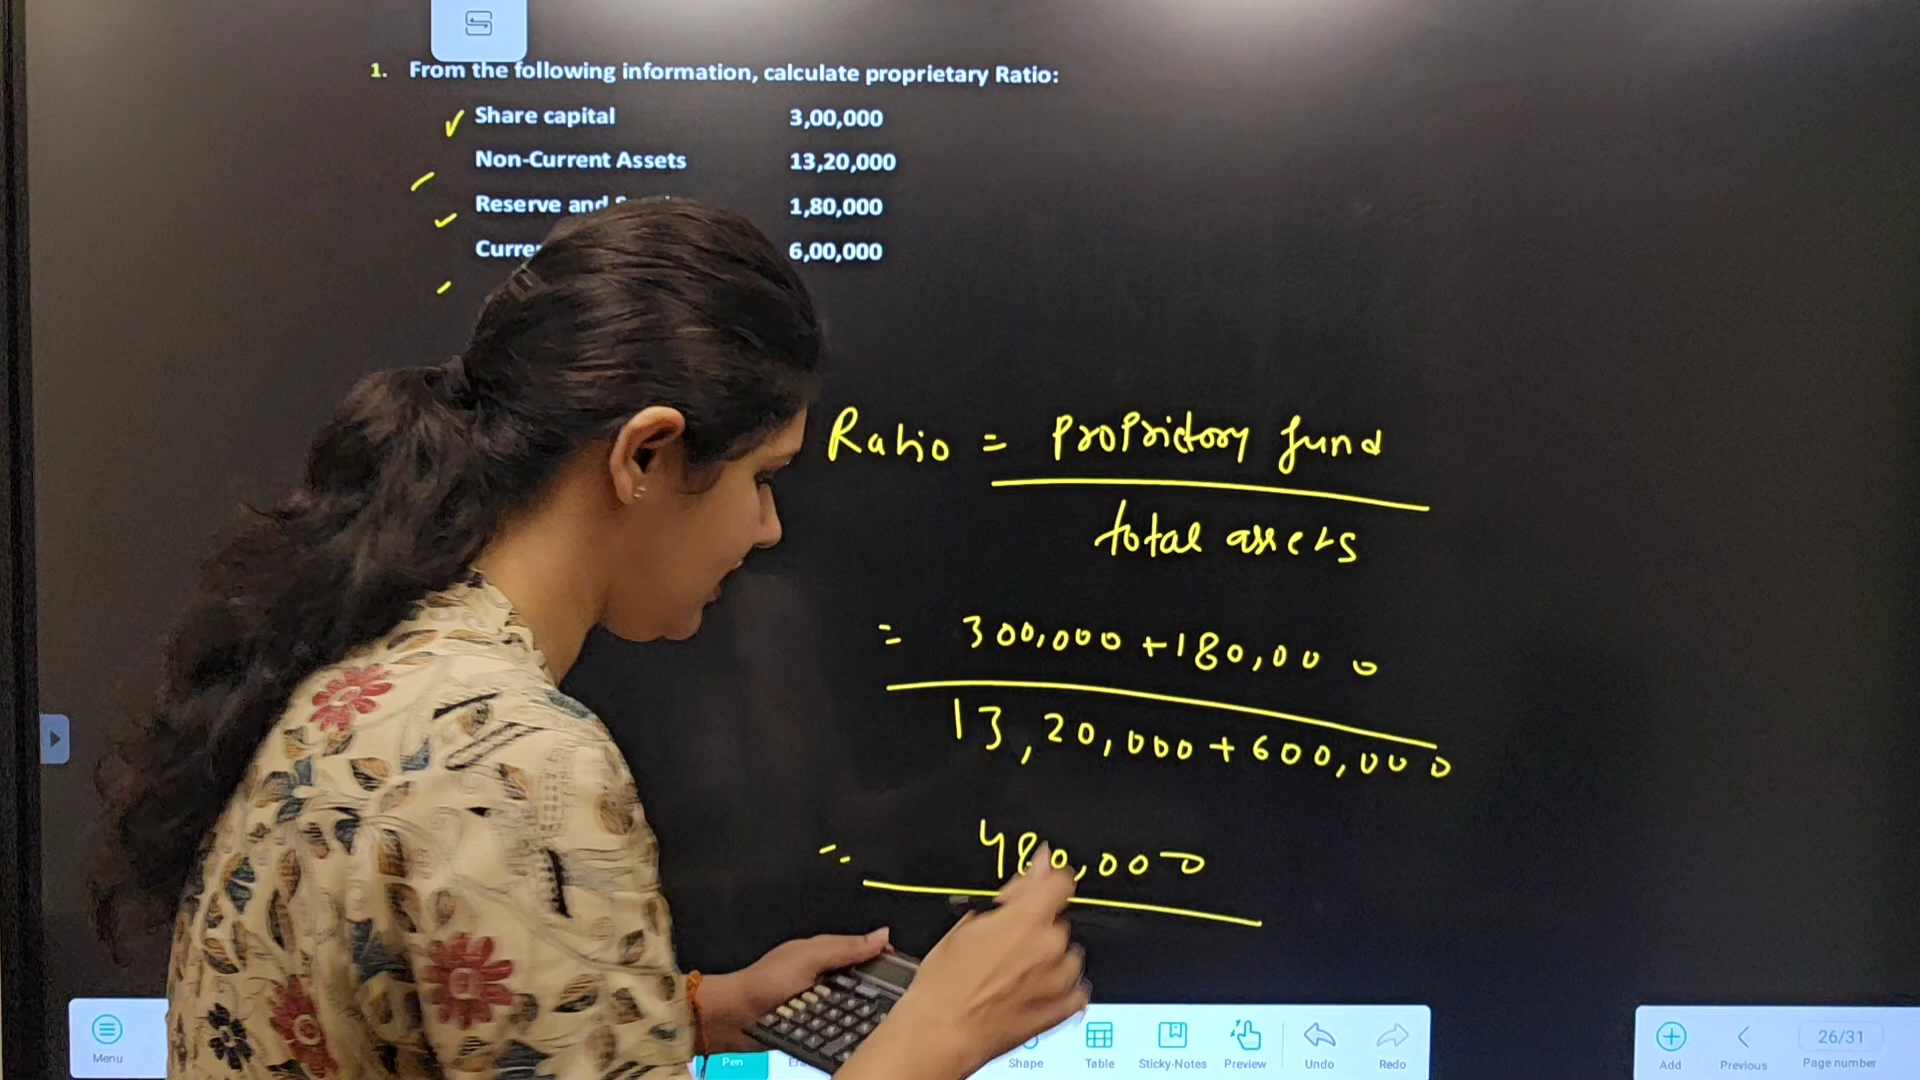 1. From the following information, calculate proprietary Ratio:
Share capital 3,00,000
Non-Current Assets 13,20,000
Reserve and 1,80,000
6,00,000
Ratio = Proprietory fund
total assets
= 300,000 + 180,000
13,20,000 + 600,000
= 480,000
Menu
Pen
Shape
Table
Sticky-Notes
Preview
Undo
Redo
Add
Previous
26/31
Page number